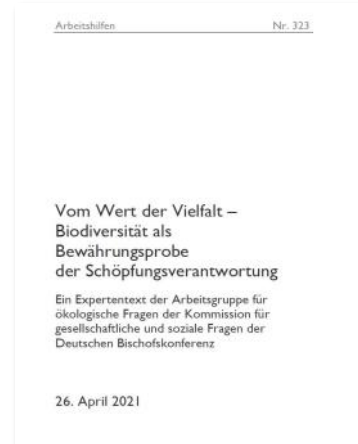 Arbeitshilfen Nr. 323
Vom Wert der Vielfalt –
Biodiversität als
Bewährungsprobe
der Schöpfungsverantwortung
Ein Expertentext der Arbeitsgruppe für
ökologische Fragen der Kommission für
gesellschaftliche und soziale Fragen der
Deutschen Bischofskonferenz
26. April 2021